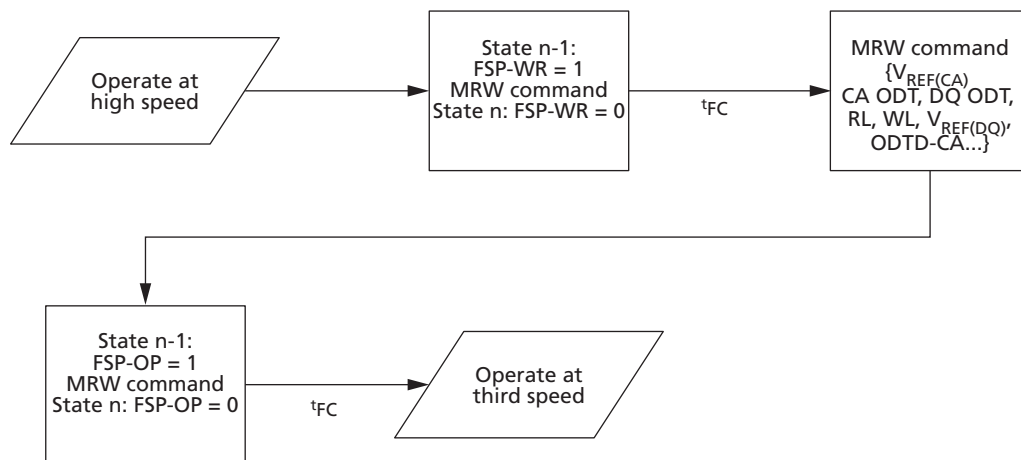 Operate at
high speed
State n-1:
FSP-WR = 1
MRW command
State n: FSP-WR = 0
tFC
MRW command
{VREF(CA)
CA ODT, DQ ODT,
RL, WL, VREF(DQ),
ODTD-CA...}
State n-1:
FSP-OP = 1
MRW command
State n: FSP-OP = 0
tFC
Operate at
third speed